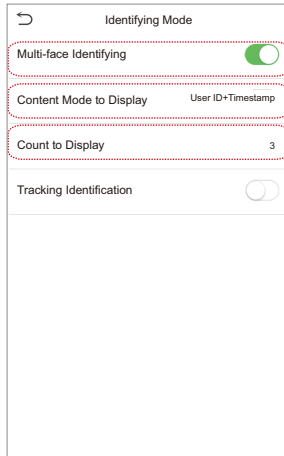 Identifying Mode
Multi-face Identifying
Content Mode to Display User ID+Timestamp
Count to Display 3
Tracking Identification